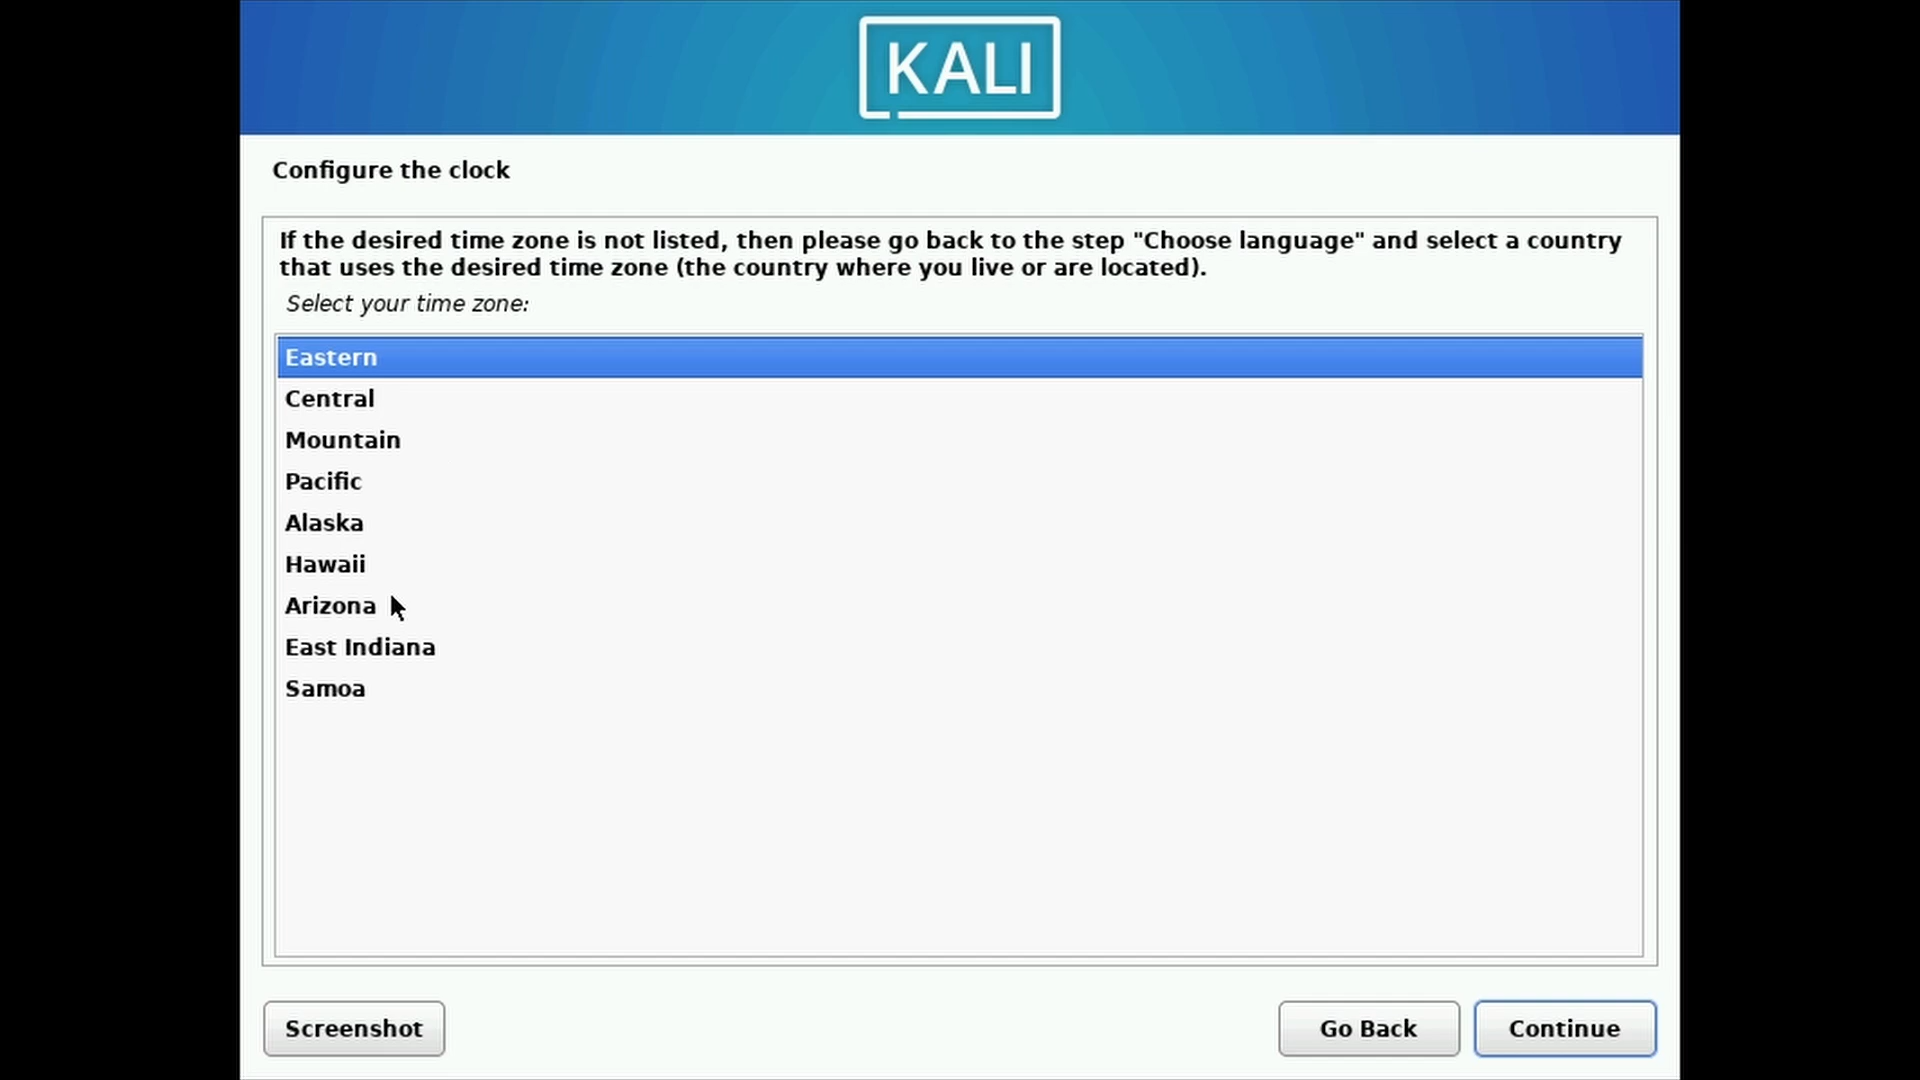 KALI
Configure the clock
If the desired time zone is not listed, then please go back to the step "Choose language" and select a country
that uses the desired time zone (the country where you live or are located).
Select your time zone:
Eastern
Central
Mountain
Pacific
Alaska
Hawaii
Arizona
East Indiana
Samoa
Screenshot
Go Back
Continue